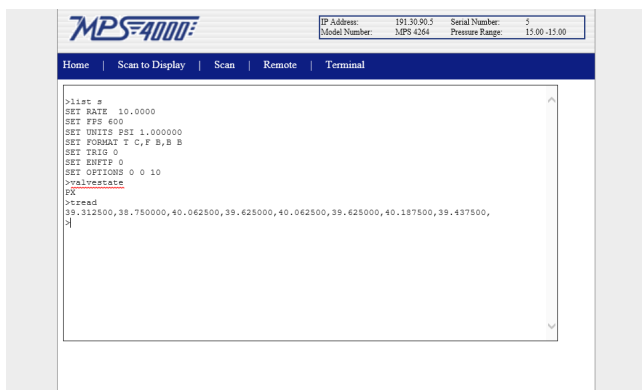 MPS-4000
IP Address: 191.30.90.5 Serial Number: 5
Model Number: MPS 4264 Pressure Range: 15.00 -15.00
Home | Scan to Display | Scan | Remote | Terminal
>list s
SET RATE 10.0000
SET FPS 600
SET UNITS PSI 1.000000
SET FORMAT T C,F B,B B
SET TRIG 0
SET ENFTP 0
SET OPTIONS 0 0 10
>valvestate
PX
>tread
39.312500,38.750000,40.062500,39.625000,40.062500,39.625000,40.187500,39.437500,
>